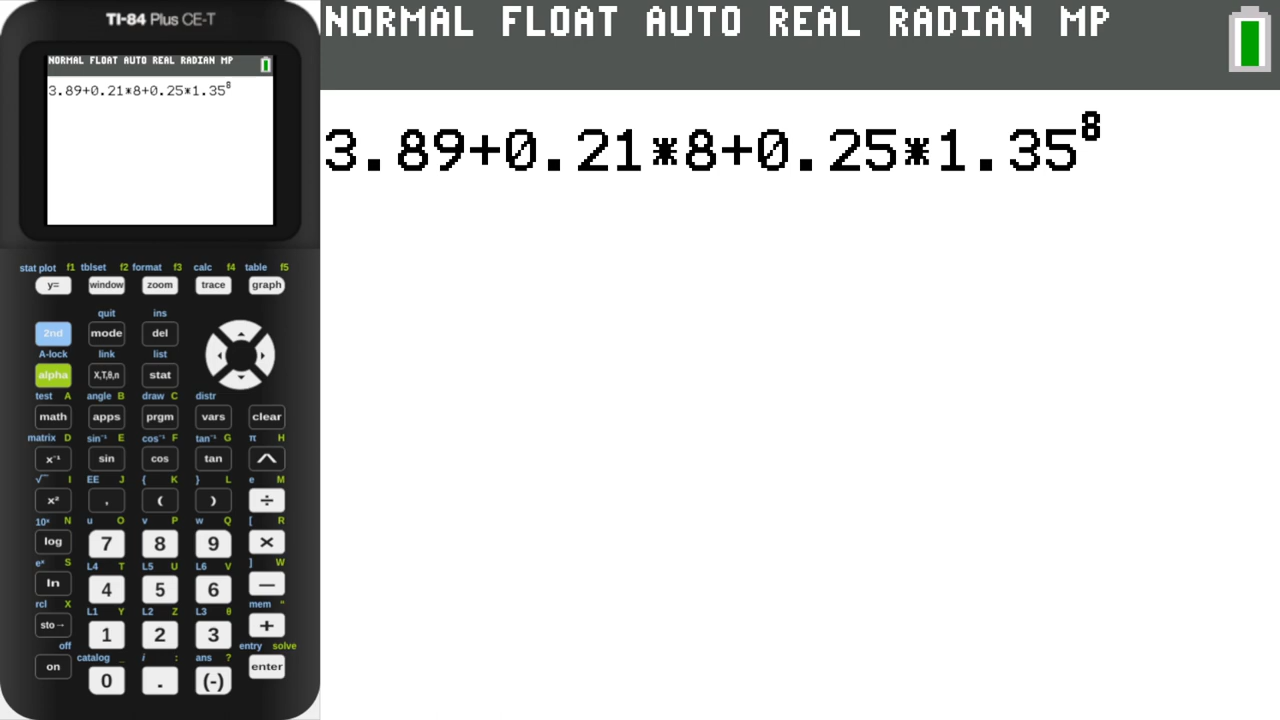 TI-84 Plus CE-T
NORMAL FLOAT AUTO REAL RADIAN MP
3.89+0.21*8+0.25*1.35⁸
NORMAL FLOAT AUTO REAL RADIAN MP
3.89+0.21*8+0.25*1.35⁸
stat plot f1 tblset f2 format f3 calc f4 table f5
y= window zoom trace graph
quit ins
2nd mode del
A-lock link list
alpha X,T,θ,n stat
test A angle B draw C distr
math apps prgm vars clear
matrix D sin⁻¹ E cos⁻¹ F tan⁻¹ G π H
x⁻¹ sin cos tan ^
√‾ I EE J { K } L e M
x² , ( ) ÷
10ˣ N u O v P w Q [ R
log 7 8 9 ×
eˣ S L4 T L5 U L6 V ] W
ln 4 5 6 —
rcl X L1 Y L2 Z L3 θ mem "
sto→ 1 2 3 +
off entry solve
on catalog _ i : ans ? enter
0 . (-)